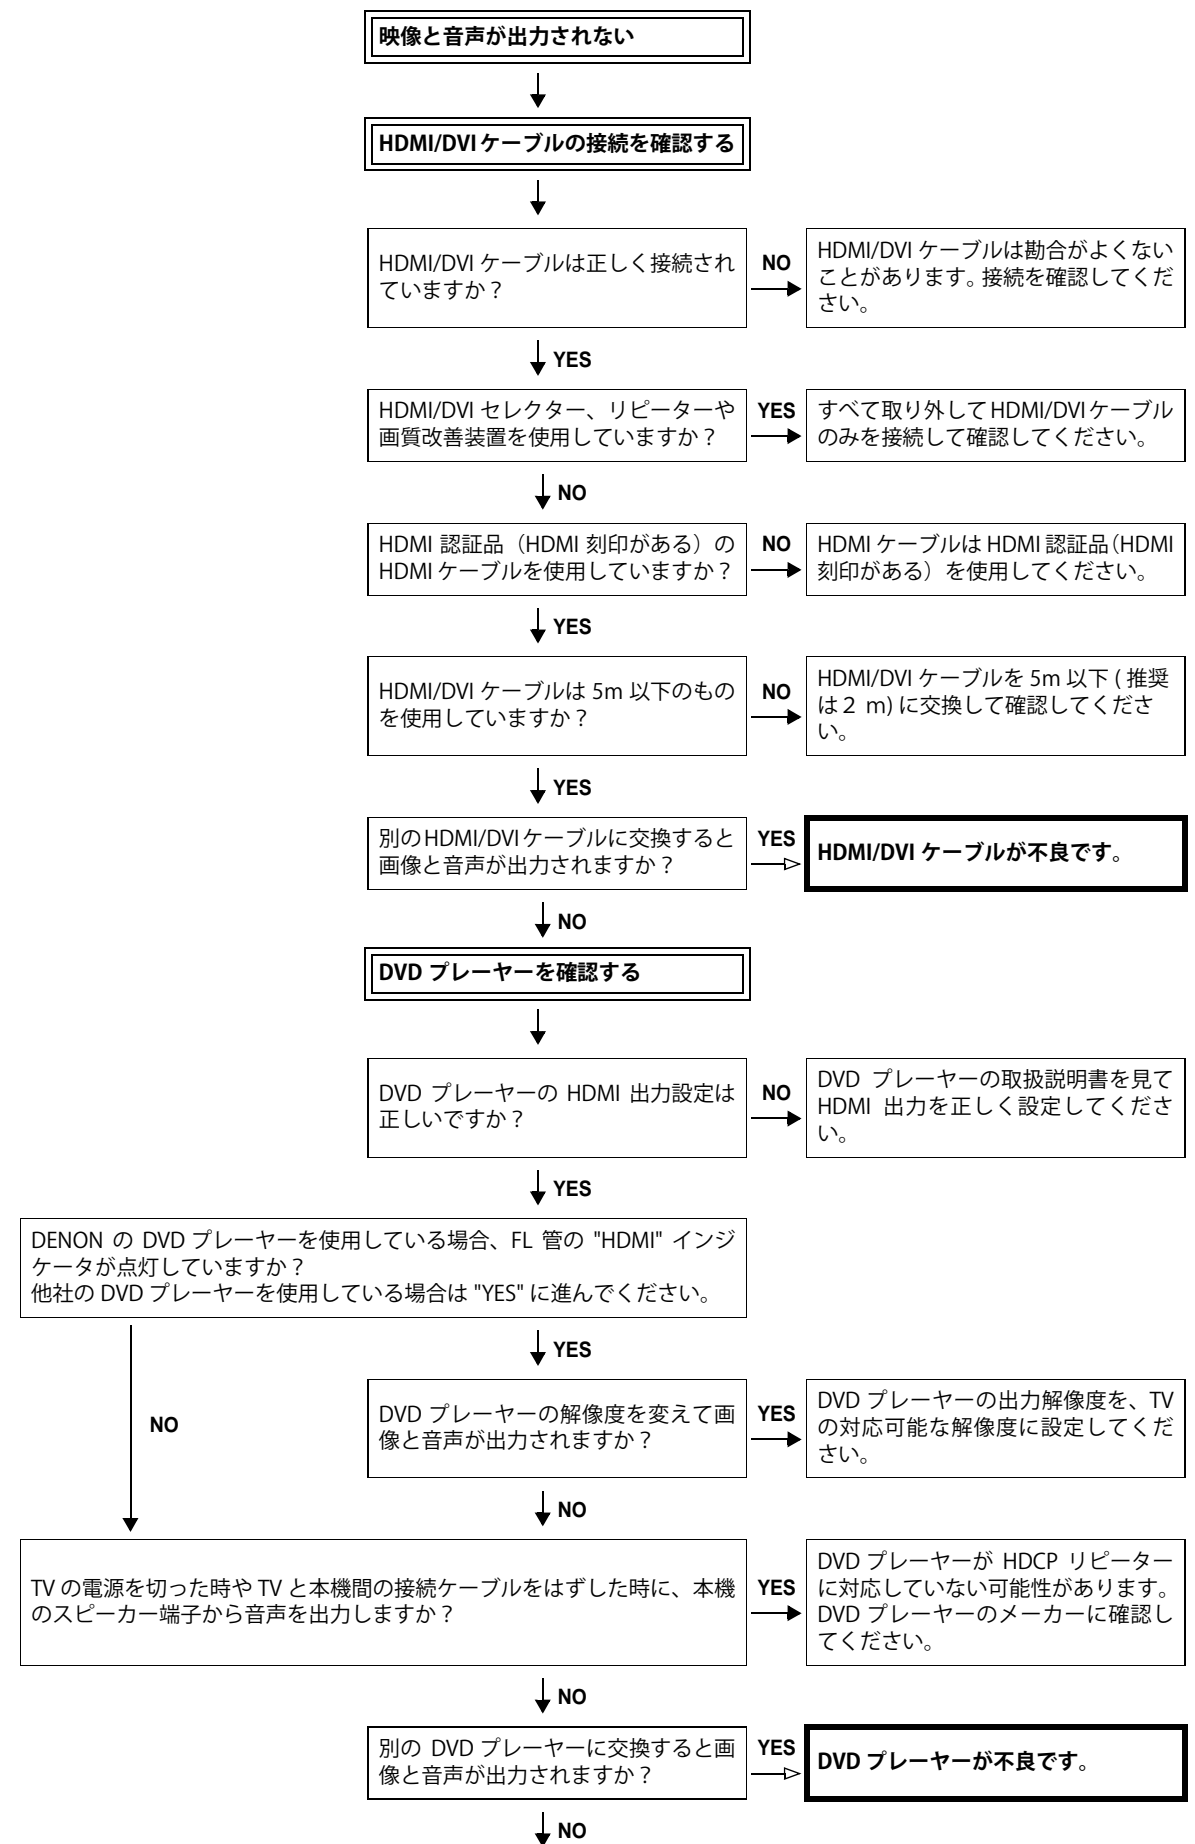 映像と音声が出力されない
HDMI/DVIケーブルの接続を確認する
HDMI/DVI ケーブルは正しく接続され
ていますか？
NO
HDMI/DVI ケーブルは勘合がよくない
ことがあります。接続を確認してくだ
さい。
YES
HDMI/DVI セレクター、リピーターや
画質改善装置を使用していますか？
YES
すべて取り外してHDMI/DVIケーブル
のみを接続して確認してください。
NO
HDMI 認証品（HDMI 刻印がある）の
HDMI ケーブルを使用していますか？
NO
HDMI ケーブルは HDMI 認証品（HDMI
刻印がある）を使用してください。
YES
HDMI/DVI ケーブルは 5m 以下のもの
を使用していますか？
NO
HDMI/DVI ケーブルを 5m 以下 ( 推奨
は２ m) に交換して確認してくださ
い。
YES
別のHDMI/DVIケーブルに交換すると
画像と音声が出力されますか？
YES
HDMI/DVI ケーブルが不良です。
NO
DVD プレーヤーを確認する
DVD プレーヤーの HDMI 出力設定は
正しいですか？
NO
DVD プレーヤーの取扱説明書を見て
HDMI 出力を正しく設定してくださ
い。
YES
DENON の DVD プレーヤーを使用している場合、FL 管の "HDMI" インジ
ケータが点灯していますか？
他社の DVD プレーヤーを使用している場合は "YES" に進んでください。
YES
NO
DVD プレーヤーの解像度を変えて画
像と音声が出力されますか？
YES
DVD プレーヤーの出力解像度を、TV
の対応可能な解像度に設定してくだ
さい。
NO
TV の電源を切った時や TV と本機間の接続ケーブルをはずした時に、本機
のスピーカー端子から音声を出力しますか？
YES
DVD プレーヤーが HDCP リピーター
に対応していない可能性があります。
DVD プレーヤーのメーカーに確認し
てください。
NO
別の DVD プレーヤーに交換すると画
像と音声が出力されますか？
YES
DVD プレーヤーが不良です。
NO